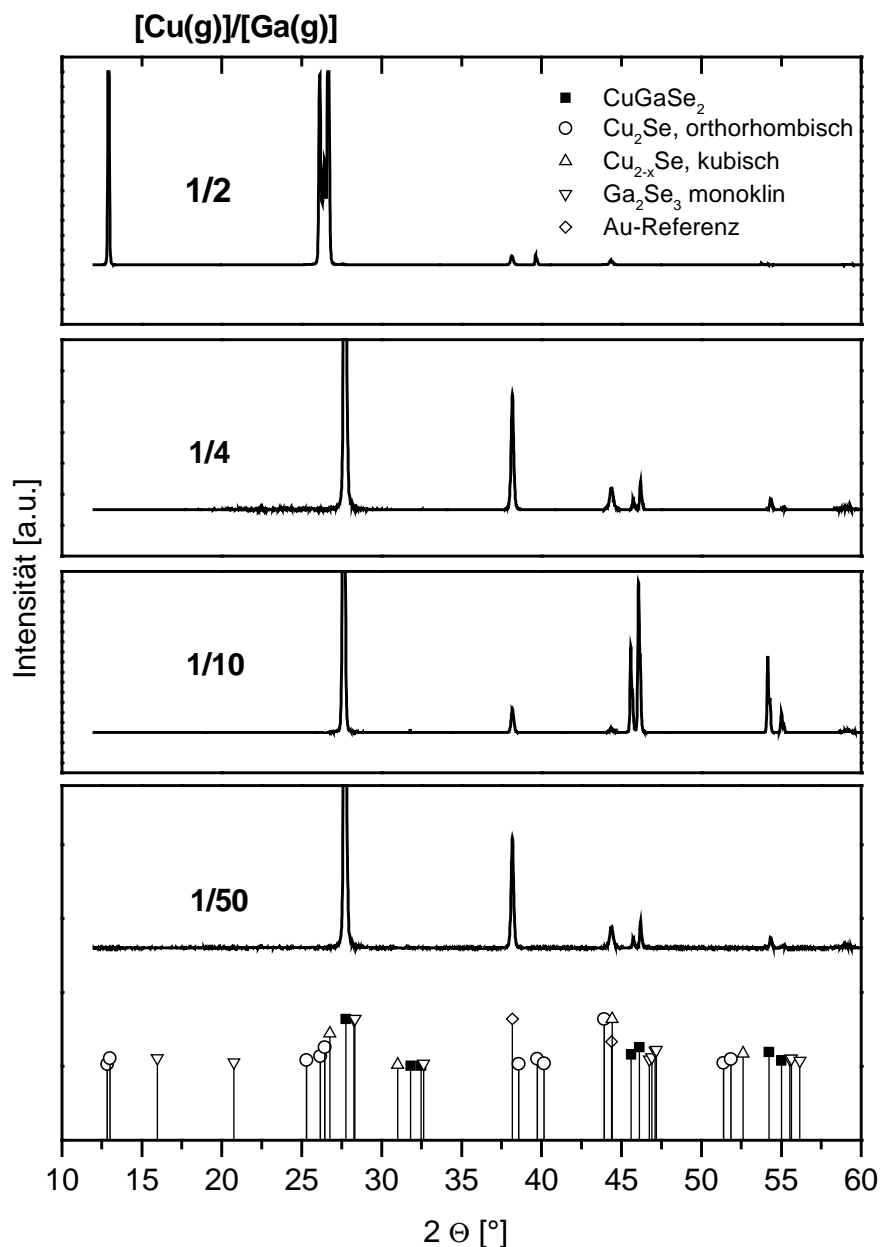 [Cu(g)]/[Ga(g)]
CuGaSe₂
Cu₂Se, orthorhombisch
Cu₂₋ₓSe, kubisch
Ga₂Se₃ monoklin
Au-Referenz
1/2
1/4
1/10
1/50
Intensität [a.u.]
10 15 20 25 30 35 40 45 50 55 60
2 Θ [°]